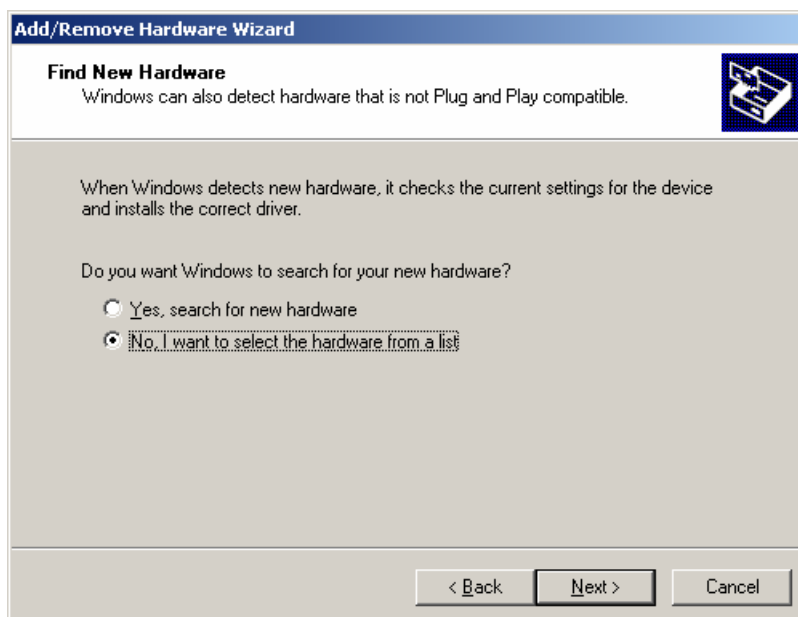 Add/Remove Hardware Wizard
Find New Hardware
Windows can also detect hardware that is not Plug and Play compatible.
When Windows detects new hardware, it checks the current settings for the device
and installs the correct driver.
Do you want Windows to search for your new hardware?
Yes, search for new hardware
No, I want to select the hardware from a list
< Back
Next >
Cancel